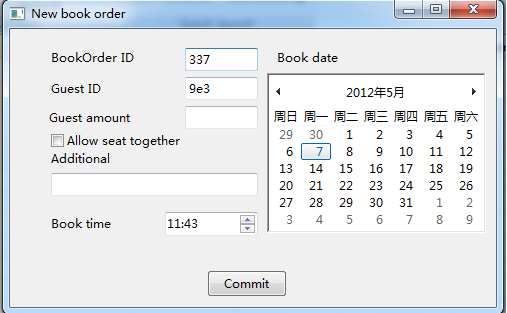 New book order
BookOrder ID 337
Guest ID 9e3
Guest amount
Allow seat together
Additional
Book time 11:43
Book date
2012年5月
周日 周一 周二 周三 周四 周五 周六
29 30 1 2 3 4 5
6 7 8 9 10 11 12
13 14 15 16 17 18 19
20 21 22 23 24 25 26
27 28 29 30 31 1 2
3 4 5 6 7 8 9
Commit